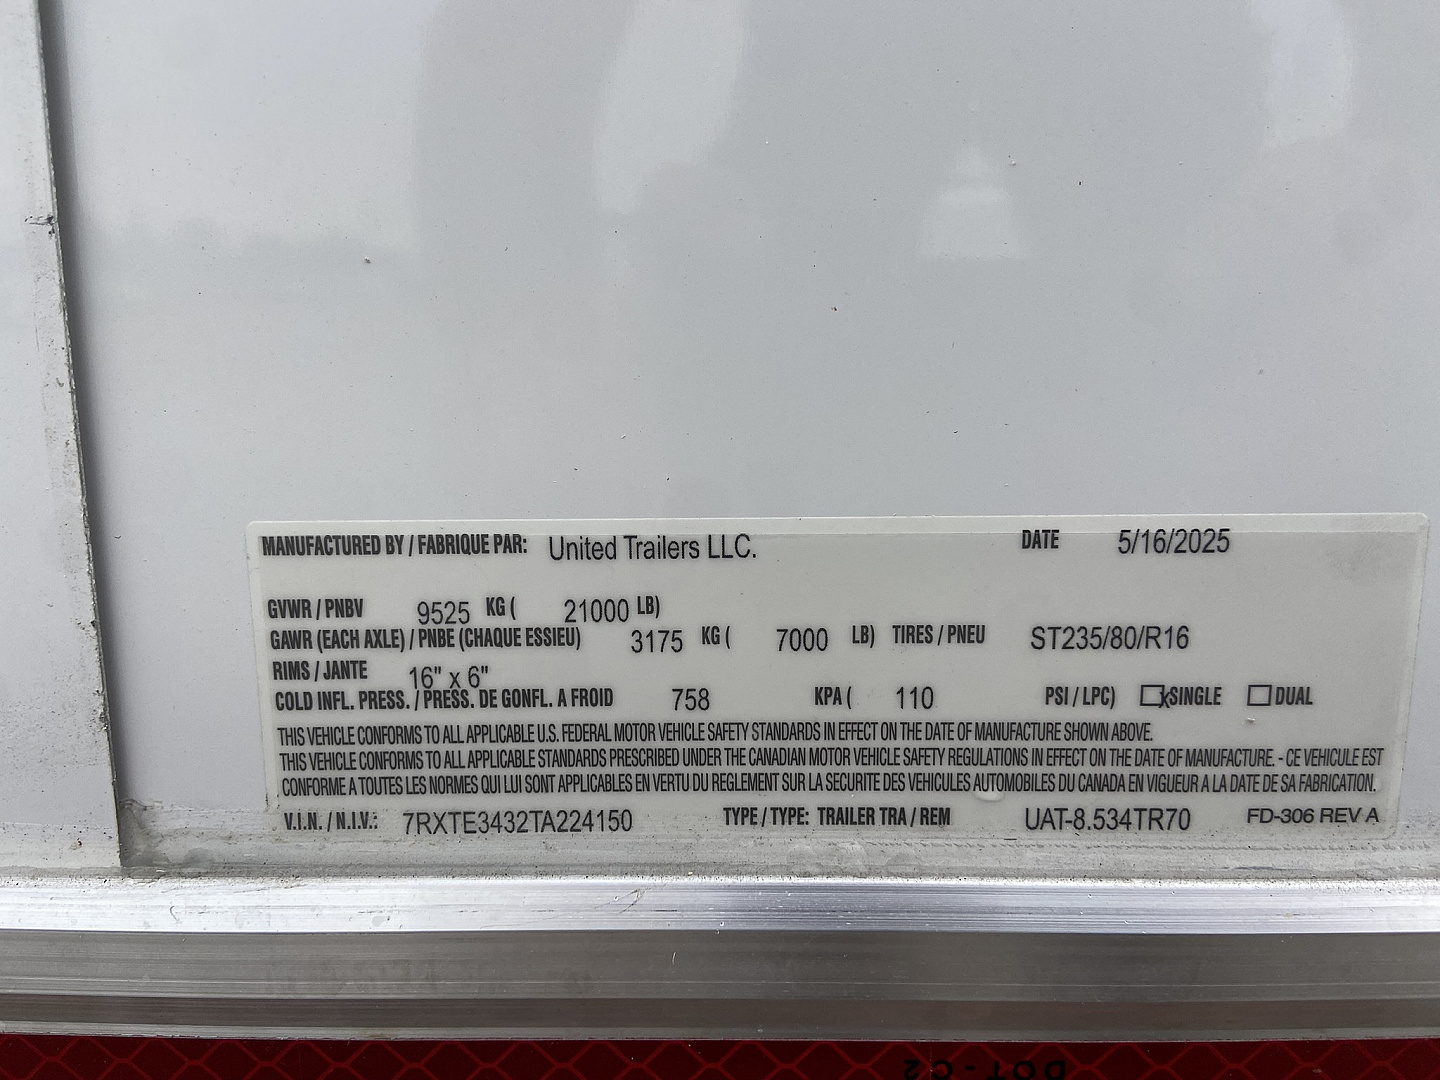 MANUFACTURED BY / FABRIQUE PAR: United Trailers LLC. DATE 5/16/2025
GVWR / PNBV 9525 KG ( 21000 LB)
GAWR (EACH AXLE) / PNBE (CHAQUE ESSIEU) 3175 KG ( 7000 LB) TIRES / PNEU ST235/80/R16
RIMS / JANTE 16" x 6"
COLD INFL. PRESS. / PRESS. DE GONFL. A FROID 758 KPA ( 110 PSI / LPC) ☐ X SINGLE ☐ DUAL
THIS VEHICLE CONFORMS TO ALL APPLICABLE U.S. FEDERAL MOTOR VEHICLE SAFETY STANDARDS IN EFFECT ON THE DATE OF MANUFACTURE SHOWN ABOVE.
THIS VEHICLE CONFORMS TO ALL APPLICABLE STANDARDS PRESCRIBED UNDER THE CANADIAN MOTOR VEHICLE SAFETY REGULATIONS IN EFFECT ON THE DATE OF MANUFACTURE. - CE VEHICULE EST
CONFORME A TOUTES LES NORMES QUI LUI SONT APPLICABLES EN VERTU DU REGLEMENT SUR LA SECURITE DES VEHICULES AUTOMOBILES DU CANADA EN VIGUEUR A LA DATE DE SA FABRICATION.
V.I.N. / N.I.V.: 7RXTE3432TA224150 TYPE / TYPE: TRAILER TRA / REM UAT-8.534TR70 FD-306 REV A
DOT-C2